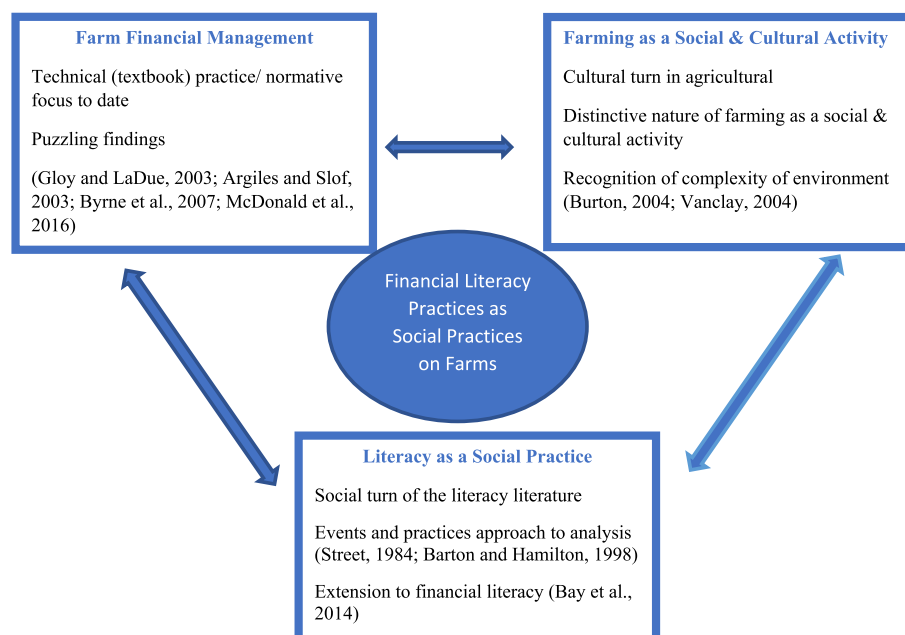 Farm Financial Management
Technical (textbook) practice/ normative
focus to date
Puzzling findings
(Gloy and LaDue, 2003; Argiles and Slof,
2003; Byrne et al., 2007; McDonald et al.,
2016)
Farming as a Social & Cultural Activity
Cultural turn in agricultural
Distinctive nature of farming as a social &
cultural activity
Recognition of complexity of environment
(Burton, 2004; Vanclay, 2004)
Financial Literacy
Practices as
Social Practices
on Farms
Literacy as a Social Practice
Social turn of the literacy literature
Events and practices approach to analysis
(Street, 1984; Barton and Hamilton, 1998)
Extension to financial literacy (Bay et al.,
2014)